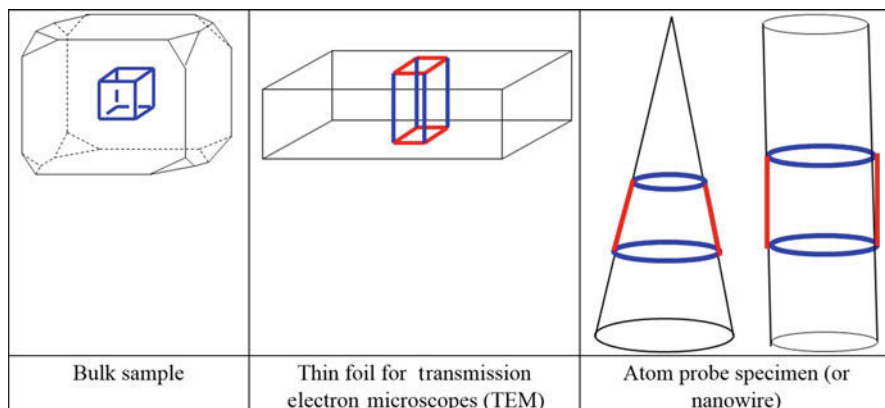 Bulk sample
Thin foil for transmission
electron microscopes (TEM)
Atom probe specimen (or
nanowire)